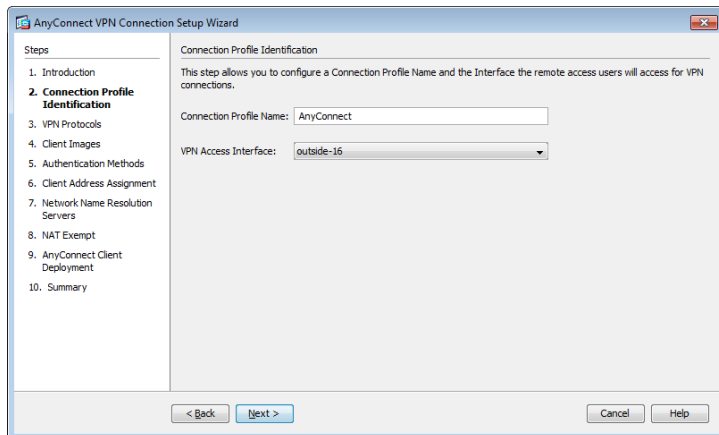 AnyConnect VPN Connection Setup Wizard
Steps
1. Introduction
2. Connection Profile
Identification
3. VPN Protocols
4. Client Images
5. Authentication Methods
6. Client Address Assignment
7. Network Name Resolution
Servers
8. NAT Exempt
9. AnyConnect Client
Deployment
10. Summary
Connection Profile Identification
This step allows you to configure a Connection Profile Name and the Interface the remote access users will access for VPN
connections.
Connection Profile Name: AnyConnect
VPN Access Interface: outside-16
< Back Next > Cancel Help